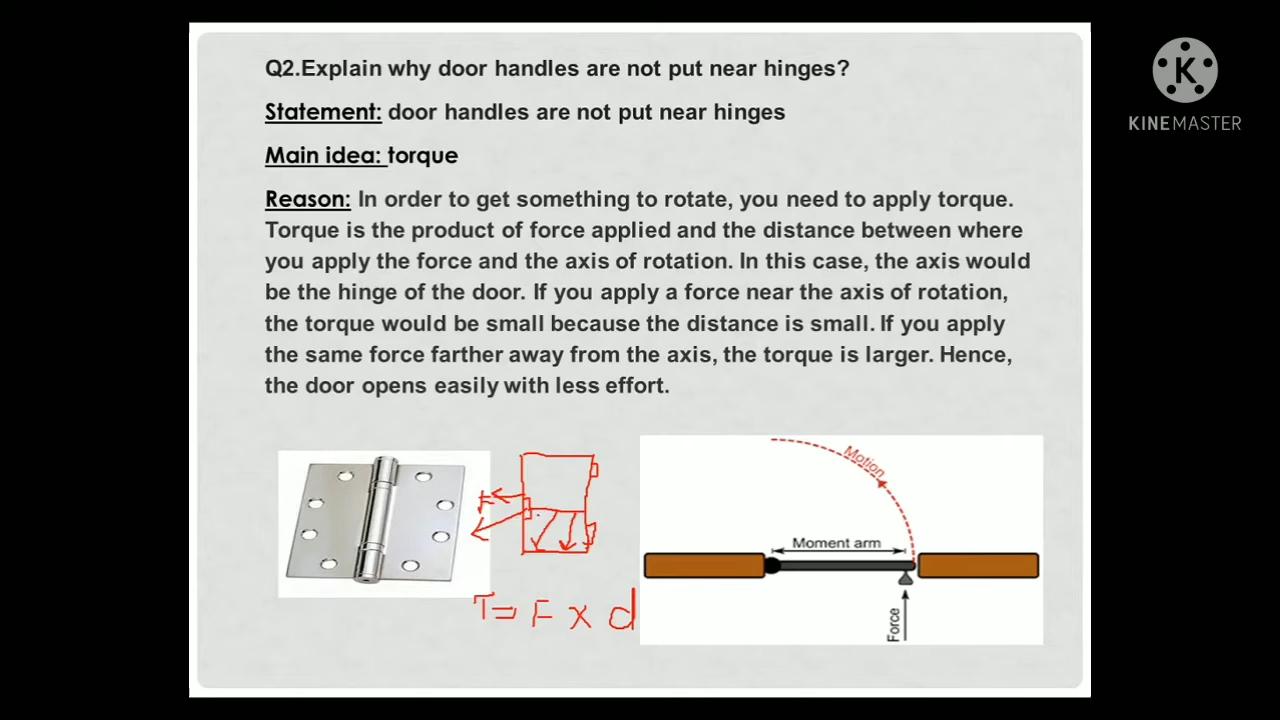 Q2.Explain why door handles are not put near hinges?
KINEMASTER
Statement: door handles are not put near hinges
Main idea: torque
Reason: In order to get something to rotate, you need to apply torque.
Torque is the product of force applied and the distance between where
you apply the force and the axis of rotation. In this case, the axis would
be the hinge of the door. If you apply a force near the axis of rotation,
the torque would be small because the distance is small. If you apply
the same force farther away from the axis, the torque is larger. Hence,
the door opens easily with less effort.
Motion
F
Moment arm
T= F x d
Force